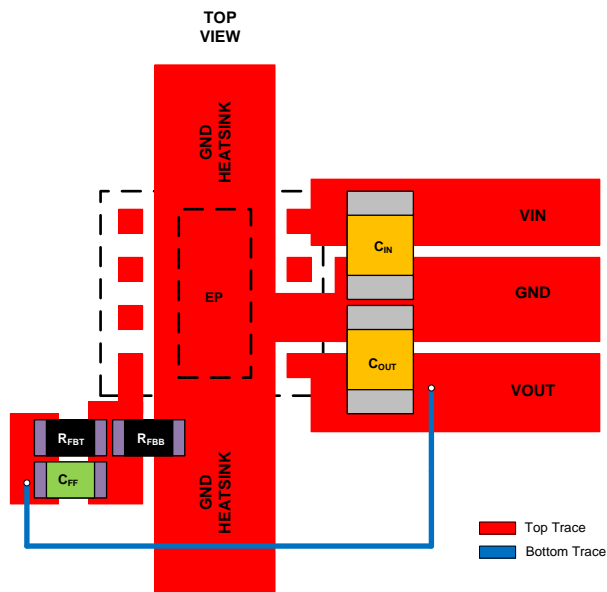 TOP
VIEW
GND
HEATSINK
VIN
CIN
GND
EP
COUT
VOUT
RFBT
RFBB
CFF
GND
HEATSINK
Top Trace
Bottom Trace